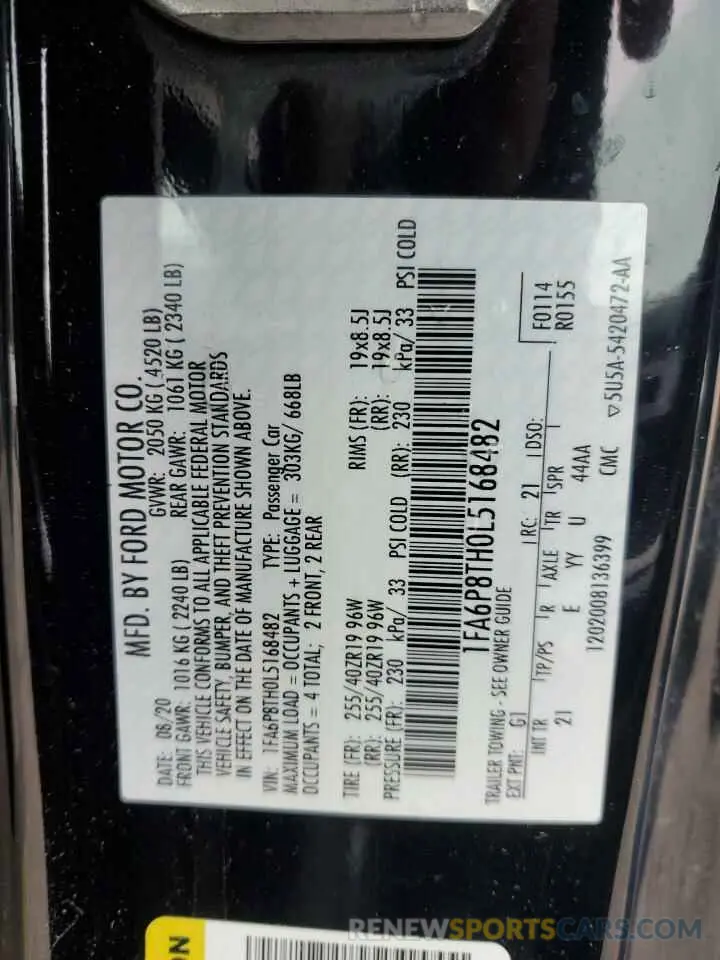 MFD. BY FORD MOTOR CO.
DATE: 08/20 GVWR: 2050 KG ( 4520 LB)
FRONT GAWR: 1016 KG ( 2240 LB) REAR GAWR: 1061 KG ( 2340 LB)
THIS VEHICLE CONFORMS TO ALL APPLICABLE FEDERAL MOTOR
VEHICLE SAFETY, BUMPER, AND THEFT PREVENTION STANDARDS
IN EFFECT ON THE DATE OF MANUFACTURE SHOWN ABOVE.
VIN: 1FA6P8TH0L5168482 TYPE: Passenger Car
MAXIMUM LOAD = OCCUPANTS + LUGGAGE = 303KG/ 668LB
OCCUPANTS = 4 TOTAL; 2 FRONT, 2 REAR
TIRE (FR): 255/40ZR19 96W RIMS (FR): 19x8.5J
(RR): 255/40ZR19 96W (RR): 19x8.5J
PRESSURE (FR): 230 kPa/ 33 PSI COLD (RR): 230 kPa/ 33 PSI COLD
1FA6P8TH0L5168482
TRAILER TOWING - SEE OWNER GUIDE
EXT PNT: G1 RC: 21 DSO: F0114
INT TR TP/PS R AXLE TR SPR R0155
21 E YY U 44AA
1202008136399 CMC ▽5U5A-5420472-AA
ON
RENEWSPORTSCARS.COM